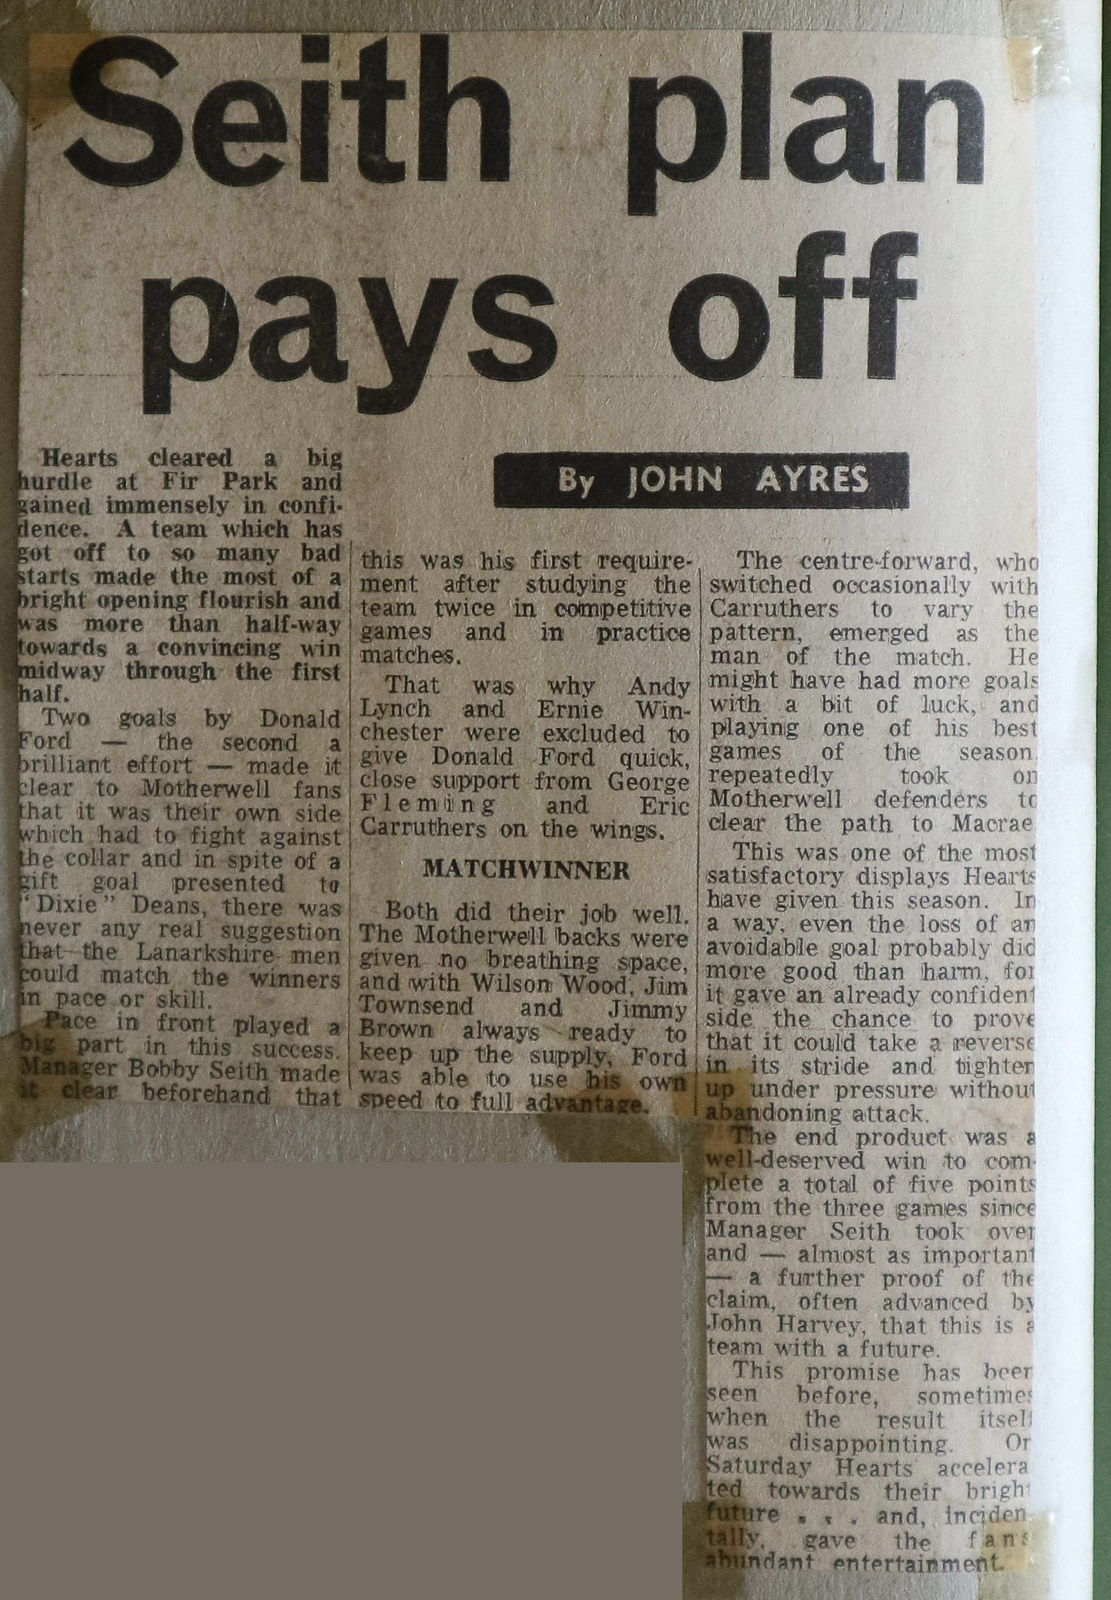 Seith plan
pays off
By JOHN AYRES
Hearts cleared a big
hurdle at Fir Park and
gained immensely in confi-
dence. A team which has
got off to so many bad
starts made the most of a
bright opening flourish and
was more than half-way
towards a convincing win
midway through the first
half.
Two goals by Donald
Ford — the second a
brilliant effort — made it
clear to Motherwell fans
that it was their own side
which had to fight against
the collar and in spite of a
gift goal presented to
"Dixie" Deans, there was
never any real suggestion
that the Lanarkshire men
could match the winners
in pace or skill.
Pace in front played a
big part in this success.
Manager Bobby Seith made
it clear beforehand that
this was his first require-
ment after studying the
team twice in competitive
games and in practice
matches.
That was why Andy
Lynch and Ernie Win-
chester were excluded to
give Donald Ford quick,
close support from George
Fleming and Eric
Carruthers on the wings.
MATCHWINNER
Both did their job well.
The Motherwell backs were
given no breathing space,
and with Wilson Wood, Jim
Townsend and Jimmy
Brown always ready to
keep up the supply, Ford
was able to use his own
speed to full advantage.
The centre-forward, who
switched occasionally with
Carruthers to vary the
pattern, emerged as the
man of the match. He
might have had more goals
with a bit of luck, and
playing one of his best
games of the season,
repeatedly took on
Motherwell defenders to
clear the path to Macrae
This was one of the most
satisfactory displays Hearts
have given this season. In
a way, even the loss of an
avoidable goal probably did
more good than harm, for
it gave an already confident
side the chance to prove
that it could take a reverse
in its stride and tighten
up under pressure without
abandoning attack.
The end product was a
well-deserved win to com-
plete a total of five points
from the three games since
Manager Seith took over
and — almost as important
— a further proof of the
claim, often advanced by
John Harvey, that this is a
team with a future.
This promise has been
seen before, sometimes
when the result itself
was disappointing. On
Saturday Hearts accelera
ted towards their bright
future . . . and, inciden
tally, gave the fans
abundant entertainment.